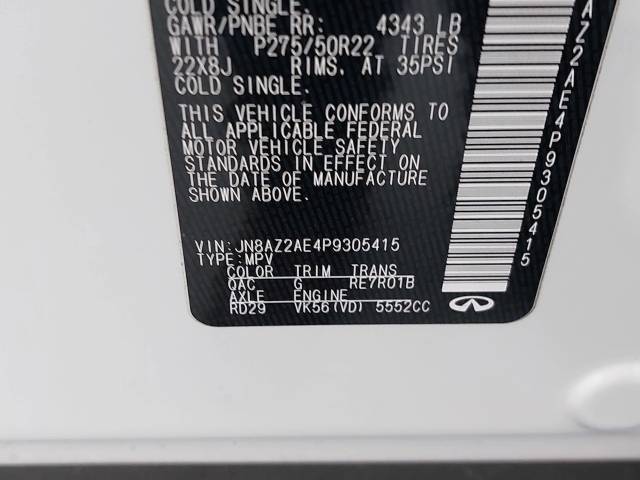 COLD SINGLE.
GAWR/PNBE RR: 4343 LB
WITH P275/50R22 TIRES
22X8J RIMS. AT 35PSI
COLD SINGLE.
THIS VEHICLE CONFORMS TO
ALL APPLICABLE FEDERAL
MOTOR VEHICLE SAFETY
STANDARDS IN EFFECT ON
THE DATE OF MANUFACTURE
SHOWN ABOVE.
VIN:JN8AZ2AE4P9305415
TYPE:MPV
COLOR TRIM TRANS
QAC G RE7R01B
AXLE ENGINE
RD29 VK56(VD) 5552CC
AZ2AE4P9305415